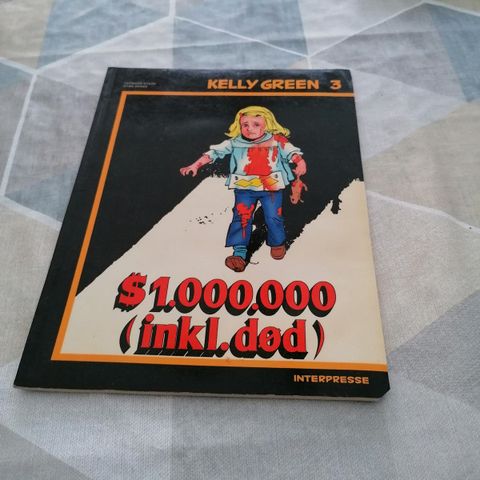 KELLY GREEN 3
$1.000.000
(inkl. død)
INTERPRESSE